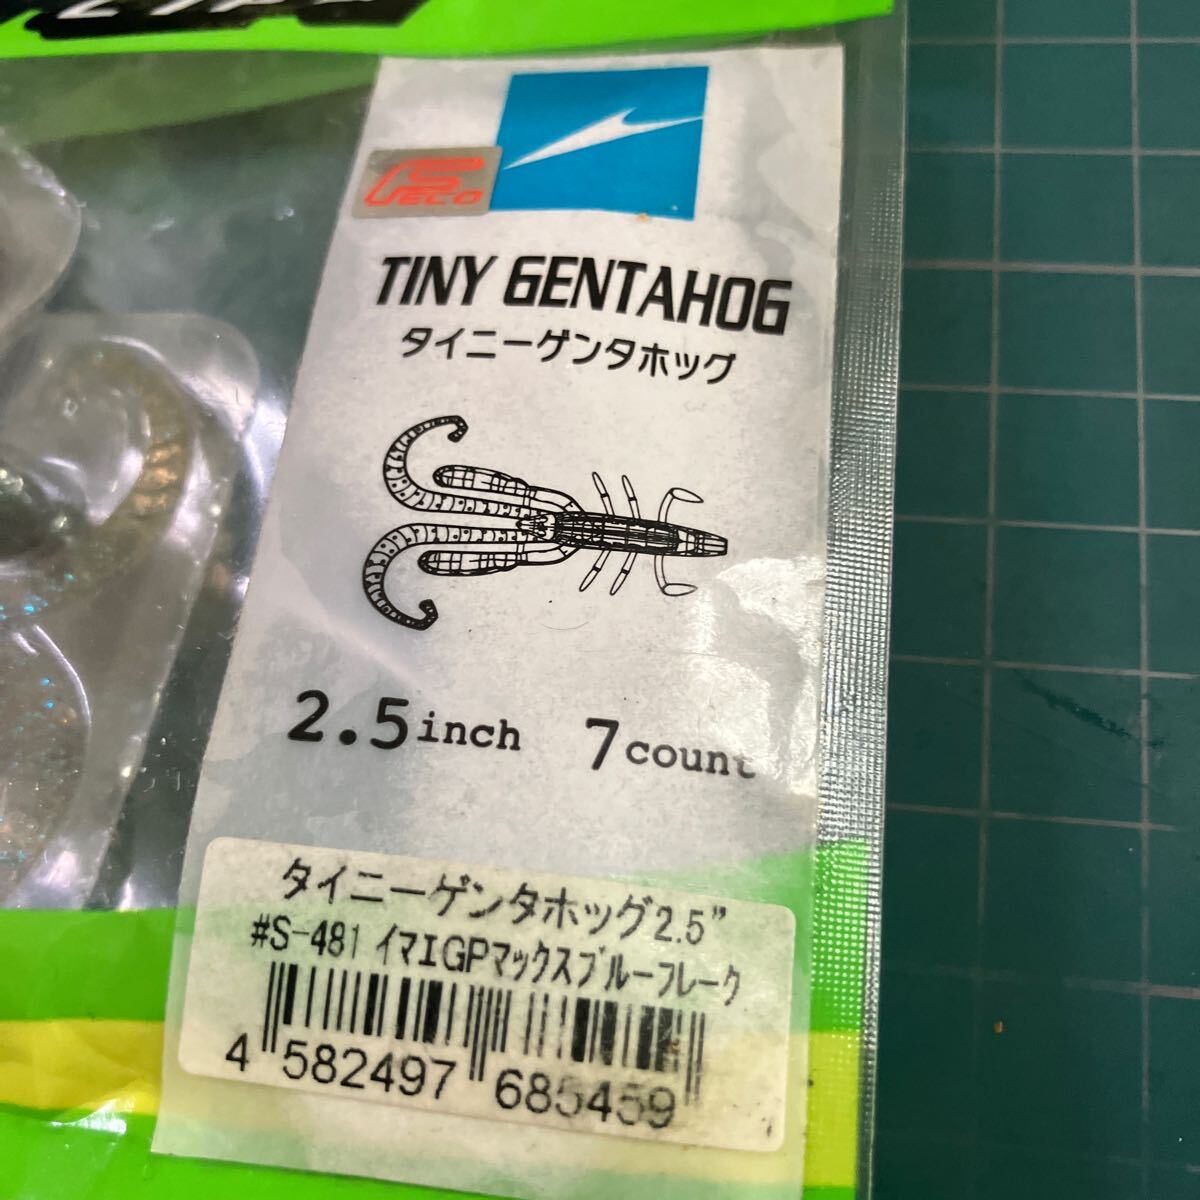 FECO
TINY GENTAHOG
タイニーゲンタホッグ
2.5inch 7count
タイニーゲンタホッグ2.5”
#S-481 イマエGPマックスブルーフレーク
4 582497 685459